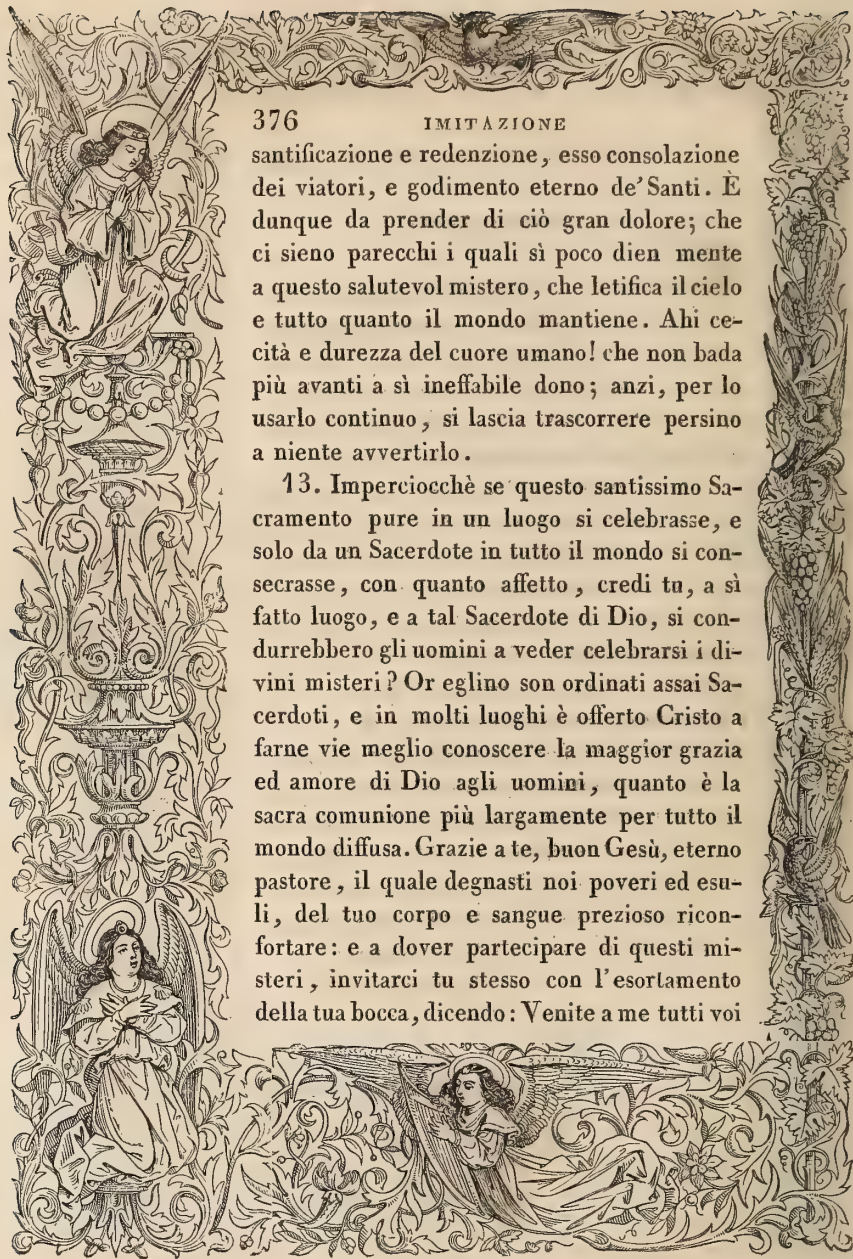 376 IMITAZIONE
santificazione e redenzione, esso consolazione
dei viatori, e godimento eterno de' Santi. È
dunque da prender di ciò gran dolore; che
ci sieno parecchi i quali sì poco dien mente
a questo salutevol mistero, che letifica il cielo
e tutto quanto il mondo mantiene. Ahi ce-
cità e durezza del cuore umano! che non bada
più avanti a sì ineffabile dono; anzi, per lo
usarlo continuo, si lascia trascorrere persino
a niente avvertirlo.
13. Imperciocchè se questo santissimo Sa-
cramento pure in un luogo si celebrasse, e
solo da un Sacerdote in tutto il mondo si con-
secrasse, con quanto affetto, credi tu, a sì
fatto luogo, e a tal Sacerdote di Dio, si con-
durrebbero gli uomini a veder celebrarsi i di-
vini misteri? Or eglino son ordinati assai Sa-
cerdoti, e in molti luoghi è offerto Cristo a
farne vie meglio conoscere la maggior grazia
ed amore di Dio agli uomini, quanto è la
sacra comunione più largamente per tutto il
mondo diffusa. Grazie a te, buon Gesù, eterno
pastore, il quale degnasti noi poveri ed esu-
li, del tuo corpo e sangue prezioso ricon-
fortare: e a dover partecipare di questi mi-
steri, invitarci tu stesso con l'esortamento
della tua bocca, dicendo: Venite a me tutti voi